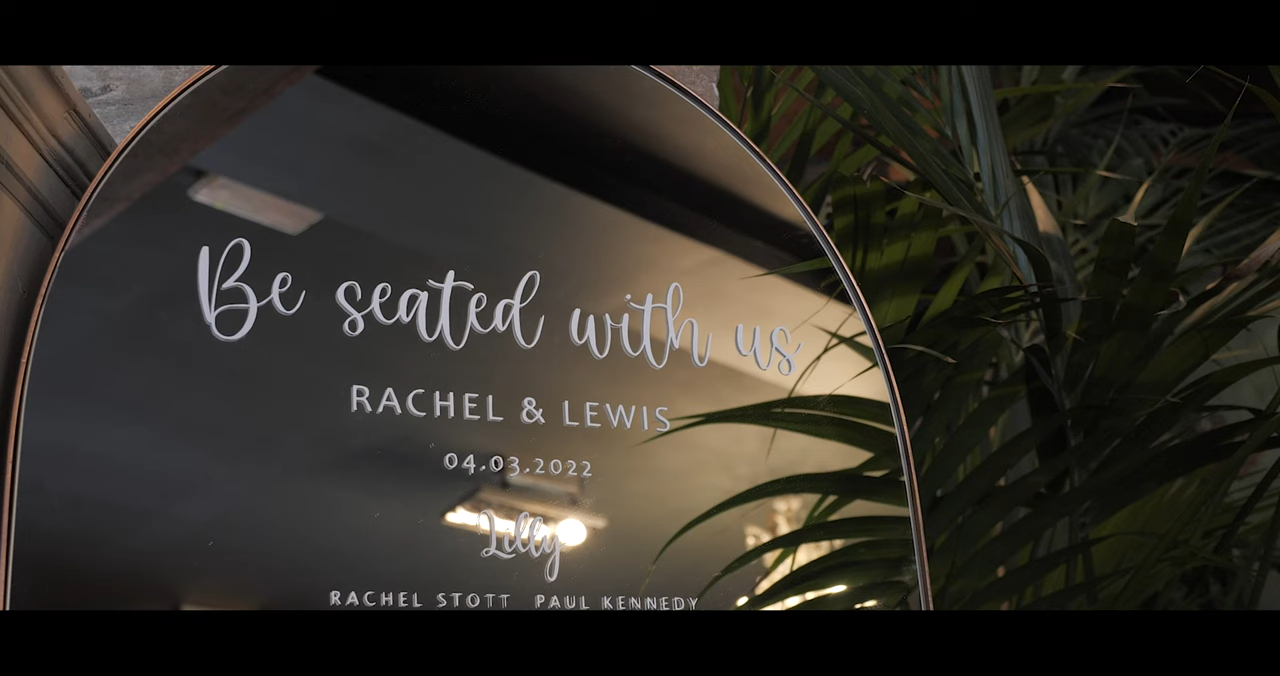 Be seated with us
RACHEL & LEWIS
04.03.2022
Lilly
RACHEL STOTT PAUL KENNEDY